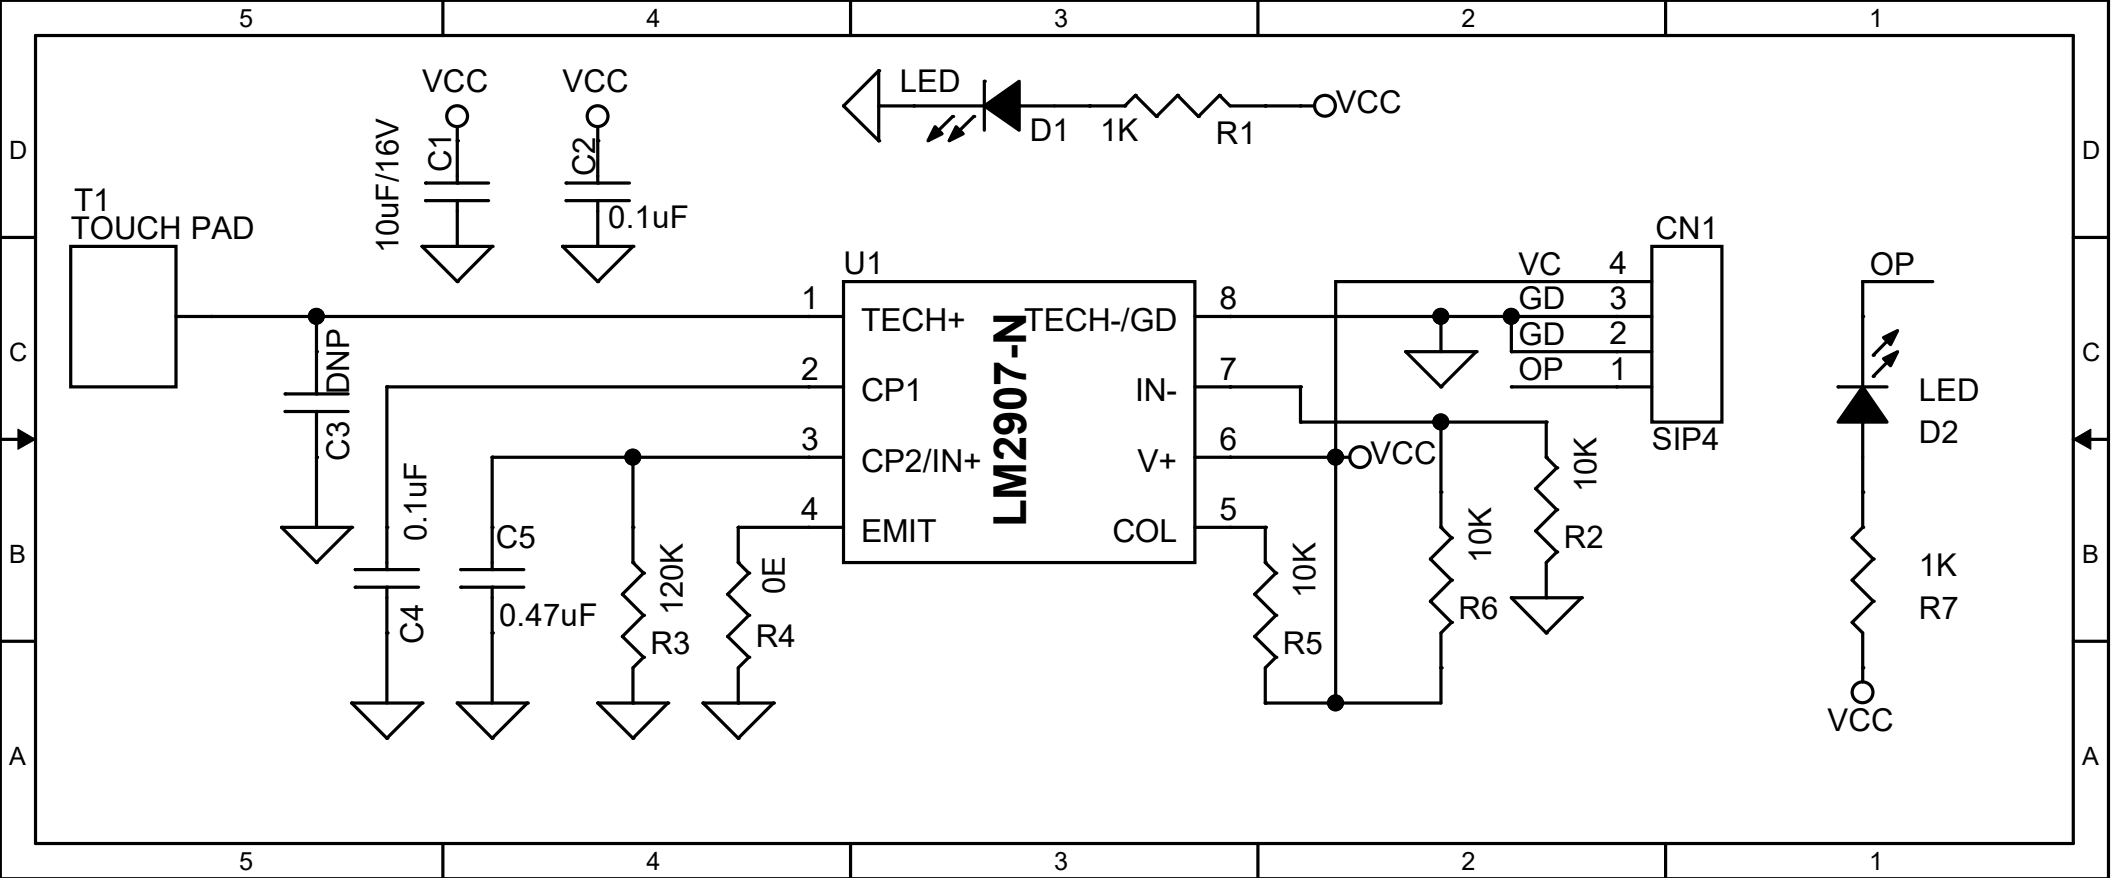 5 4 3 2 1
D
D
VCC
VCC
LED
VCC
10uF/16V
C1
C2
D1
1K
R1
0.1uF
T1
TOUCH PAD
CN1
U1
VC 4
OP
1
TECH+
TECH-/GD
8
GD 3
GD 2
OP 1
C
C
DNP
C3
2
CP1
LM2907-N
IN-
7
LED
D2
SIP4
3
CP2/IN+
V+
6
VCC
10K
R2
0.1uF
C4
C5
0.47uF
4
EMIT
COL
5
B
B
120K
R3
0E
R4
10K
R5
10K
R6
1K
R7
VCC
A
A
5 4 3 2 1